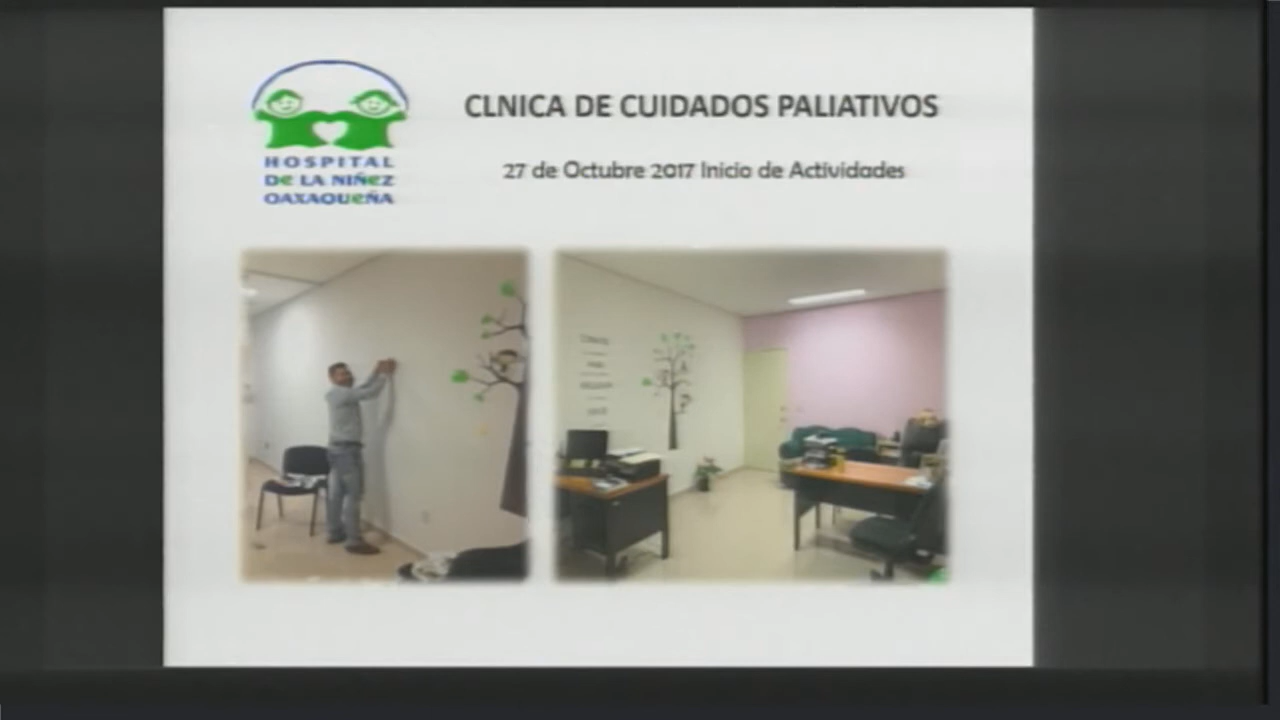 HOSPITAL
De LA NIÑeZ
OAXAQUeÑA
CLNICA DE CUIDADOS PALIATIVOS
27 de Octubre 2017 Inicio de Actividades